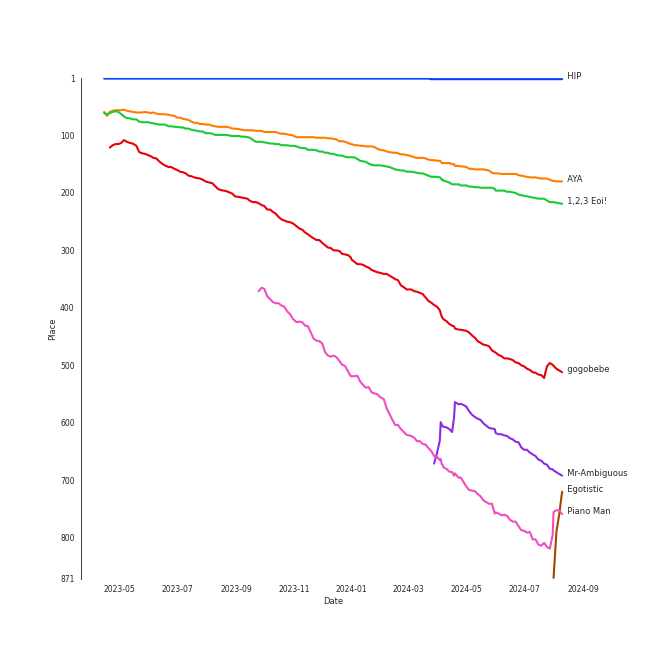 1
HIP
100
AYA
200
1,2,3 Eoi!
300
Place
400
500
gogobebe
600
700
Mr-Ambiguous
Egotistic
Piano Man
800
871
2023-05 2023-07 2023-09 2023-11 2024-01 2024-03 2024-05 2024-07 2024-09
Date